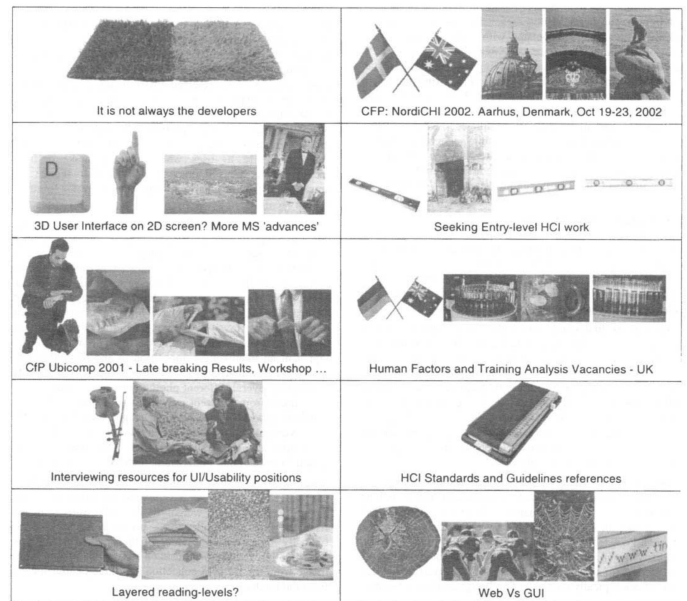 It is not always the developers
CFP: NordiCHI 2002. Aarhus, Denmark, Oct 19-23, 2002
D
3D User Interface on 2D screen? More MS 'advances'
Seeking Entry-level HCI work
CfP Ubicomp 2001 - Late breaking Results, Workshop ...
Human Factors and Training Analysis Vacancies - UK
Interviewing resources for UI/Usability positions
HCI Standards and Guidelines references
//www.tin
Layered reading-levels?
Web Vs GUI